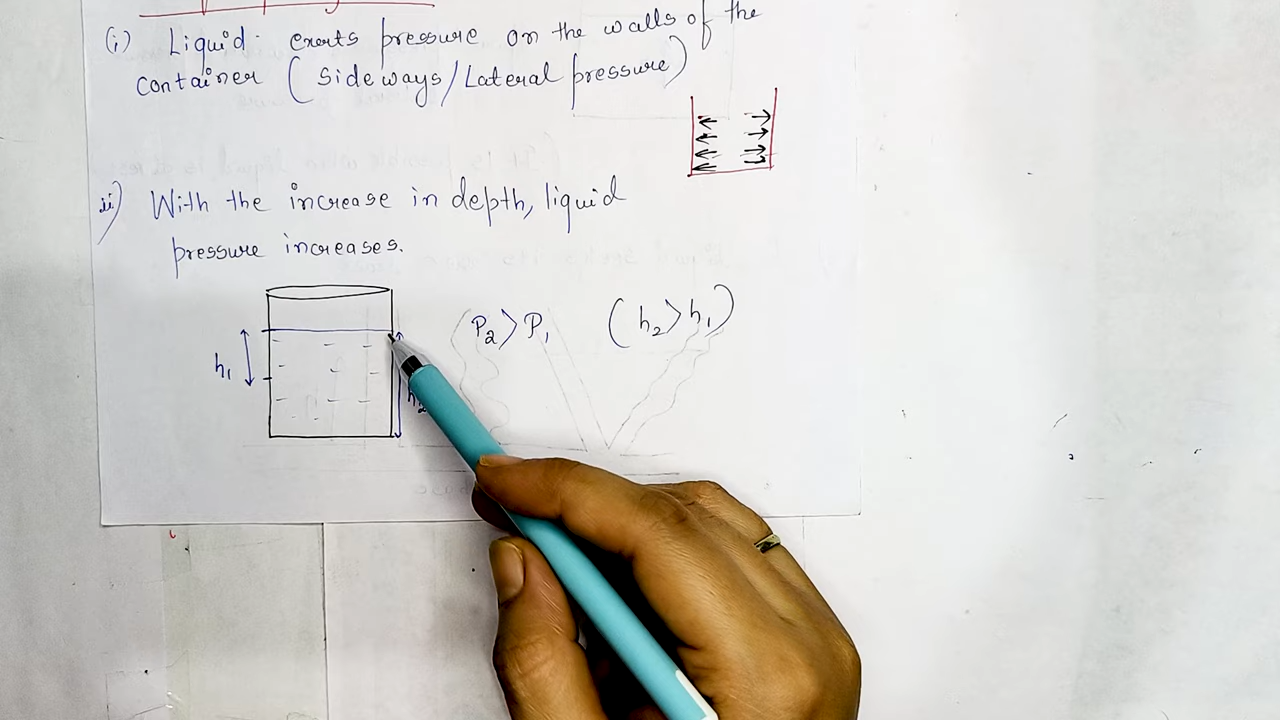 (i) Liquid exerts pressure on the walls of the
container (Sideways/Lateral pressure)
ii) With the increase in depth, liquid
pressure increases.
P₂ > P₁ (h₂ > h₁)
h₁
h₂